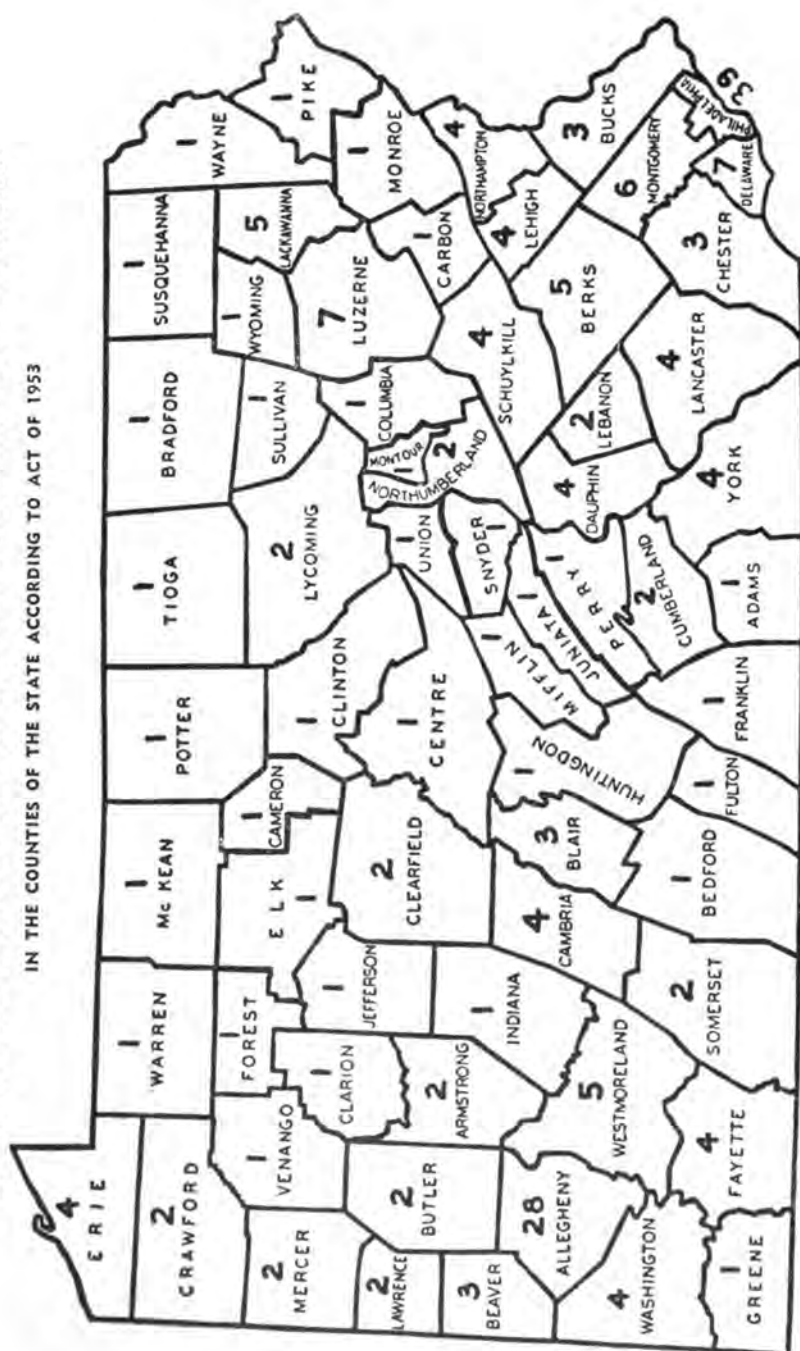 IN THE COUNTIES OF THE STATE ACCORDING TO ACT OF 1953
4
ERIE
2
CRAWFORD
1
WARREN
1
Mc KEAN
1
POTTER
1
TIOGA
1
BRADFORD
1
SUSQUEHANNA
1
WAYNE
1
PIKE
2
MERCER
1
VENANGO
1
FOREST
ELK
1
1
CAMERON
1
CLINTON
2
LYCOMING
1
SULLIVAN
1
WYOMING
5
LACKAWANNA
1
MONROE
2
LAWRENCE
2
BUTLER
1
CLARION
1
JEFFERSON
2
CLEARFIELD
1
CENTRE
1
UNION
1
MONTOUR
1
COLUMBIA
7
LUZERNE
1
CARBON
4
NORTHAMPTON
3
BEAVER
28
ALLEGHENY
2
ARMSTRONG
1
INDIANA
4
CAMBRIA
3
BLAIR
1
HUNTINGDON
1
MIFFLIN
1
JUNIATA
SNYDER
1
2
NORTHUMBERLAND
4
SCHUYLKILL
4
LEHIGH
3
BUCKS
4
WASHINGTON
5
WESTMORELAND
2
SOMERSET
1
BEDFORD
1
FULTON
1
FRANKLIN
PERRY
1
2
CUMBERLAND
4
DAUPHIN
2
LEBANON
5
BERKS
6
MONTGOMERY
PHILADELPHIA
39
1
GREENE
4
FAYETTE
1
ADAMS
4
YORK
4
LANCASTER
3
CHESTER
7
DELAWARE